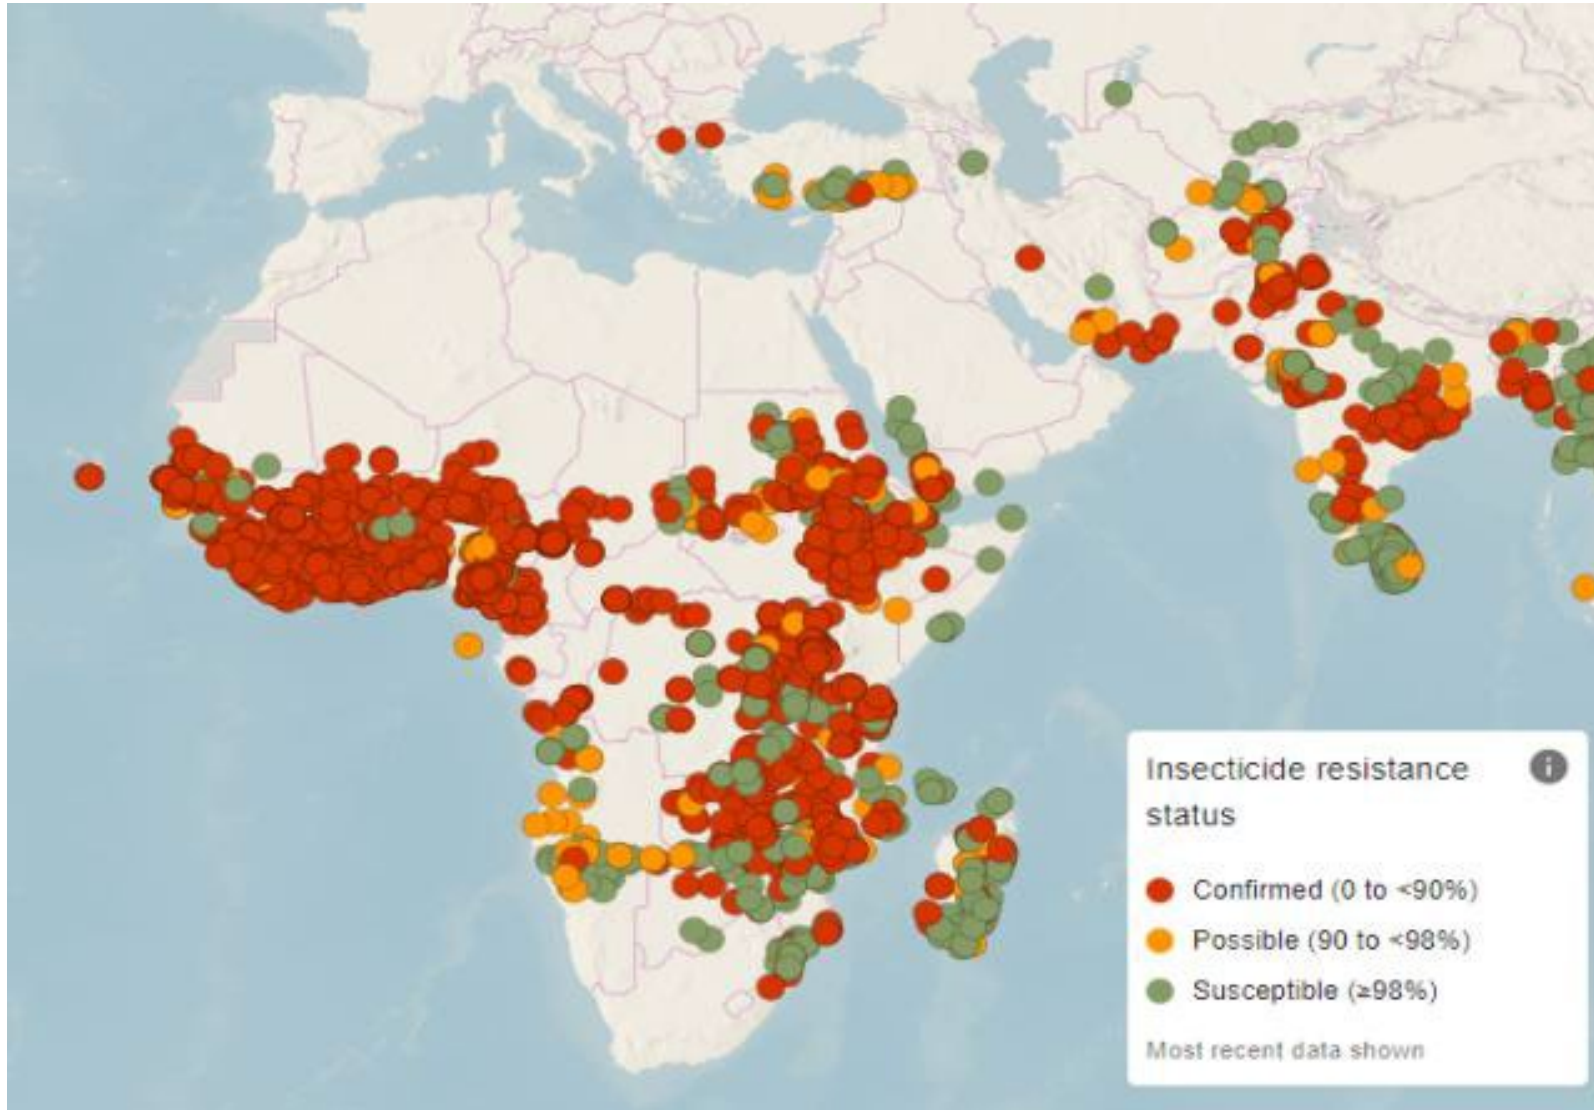 Insecticide resistance
status
Confirmed (0 to <90%)
Possible (90 to <98%)
Susceptible (≥98%)
Most recent data shown